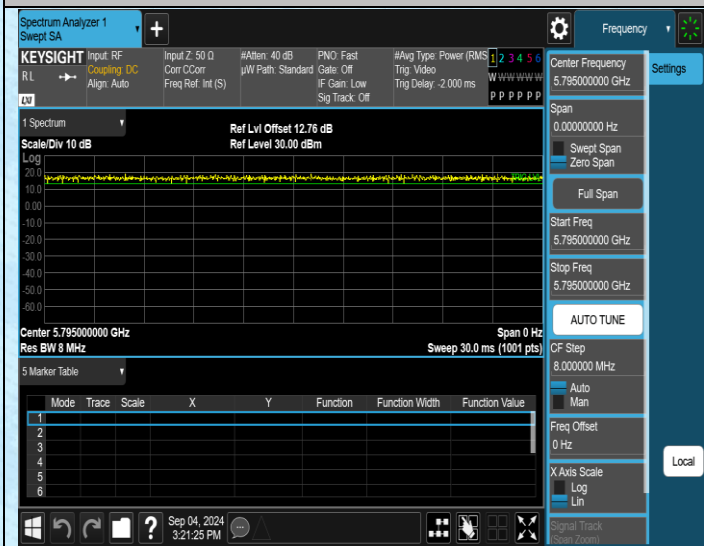 Spectrum Analyzer 1
Swept SA
Frequency
KEYSIGHT Input: RF Input Z: 50 Ω #Atten: 40 dB PNO: Fast #Avg Type: Power (RMS 1 2 3 4 5 6
RL Coupling: DC Corr CCorr µW Path: Standard Gate: Off Trig: Video W W W W W W
Align: Auto Freq Ref: Int (S) IF Gain: Low Trig Delay: -2.000 ms
Sig Track: Off P P P P P P
LXI
Center Frequency
5.795000000 GHz
Settings
Span
0.00000000 Hz
Swept Span
Zero Span
Full Span
Start Freq
5.795000000 GHz
Stop Freq
5.795000000 GHz
AUTO TUNE
CF Step
8.000000 MHz
Auto
Man
Freq Offset
0 Hz
X Axis Scale
Log
Lin
Signal Track
(Span Zoom)
Local
1 Spectrum
Ref Lvl Offset 12.76 dB
Scale/Div 10 dB Ref Level 30.00 dBm
Log
20.0
10.0
0.00
-10.0
-20.0
-30.0
-40.0
-50.0
-60.0
Center 5.795000000 GHz Span 0 Hz
Res BW 8 MHz Sweep 30.0 ms (1001 pts)
5 Marker Table
Mode Trace Scale X Y Function Function Width Function Value
1
2
3
4
5
6
Sep 04, 2024
3:21:25 PM